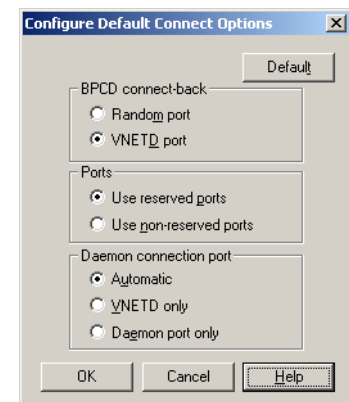 Configure Default Connect Options
Default
BPCD connect-back
Random port
VNETD port
Ports
Use reserved ports
Use non-reserved ports
Daemon connection port
Automatic
VNETD only
Daemon port only
OK Cancel Help